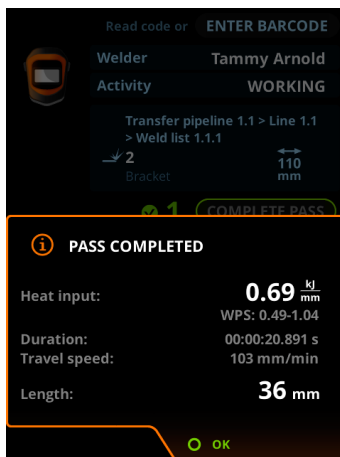 Read code or ENTER BARCODE
Welder Tammy Arnold
Activity WORKING
Transfer pipeline 1.1 > Line 1.1
> Weld list 1.1.1
2
Bracket
110
mm
1 COMPLETE PASS
PASS COMPLETED
Heat input: 0.69 kJ/mm
WPS: 0.49-1.04
Duration: 00:00:20.891 s
Travel speed: 103 mm/min
Length: 36 mm
OK